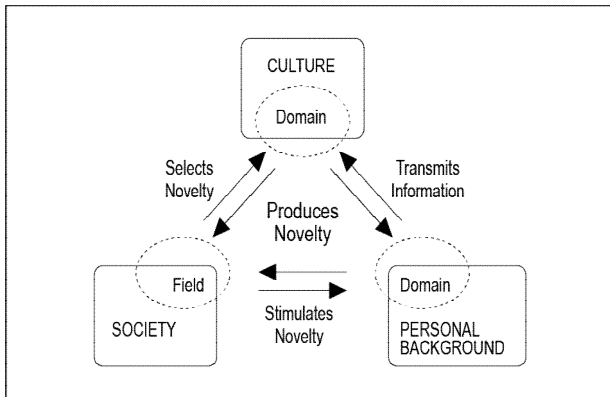 CULTURE
Domain
Selects
Novelty
Transmits
Information
Produces
Novelty
Field
SOCIETY
Stimulates
Novelty
Domain
PERSONAL
BACKGROUND